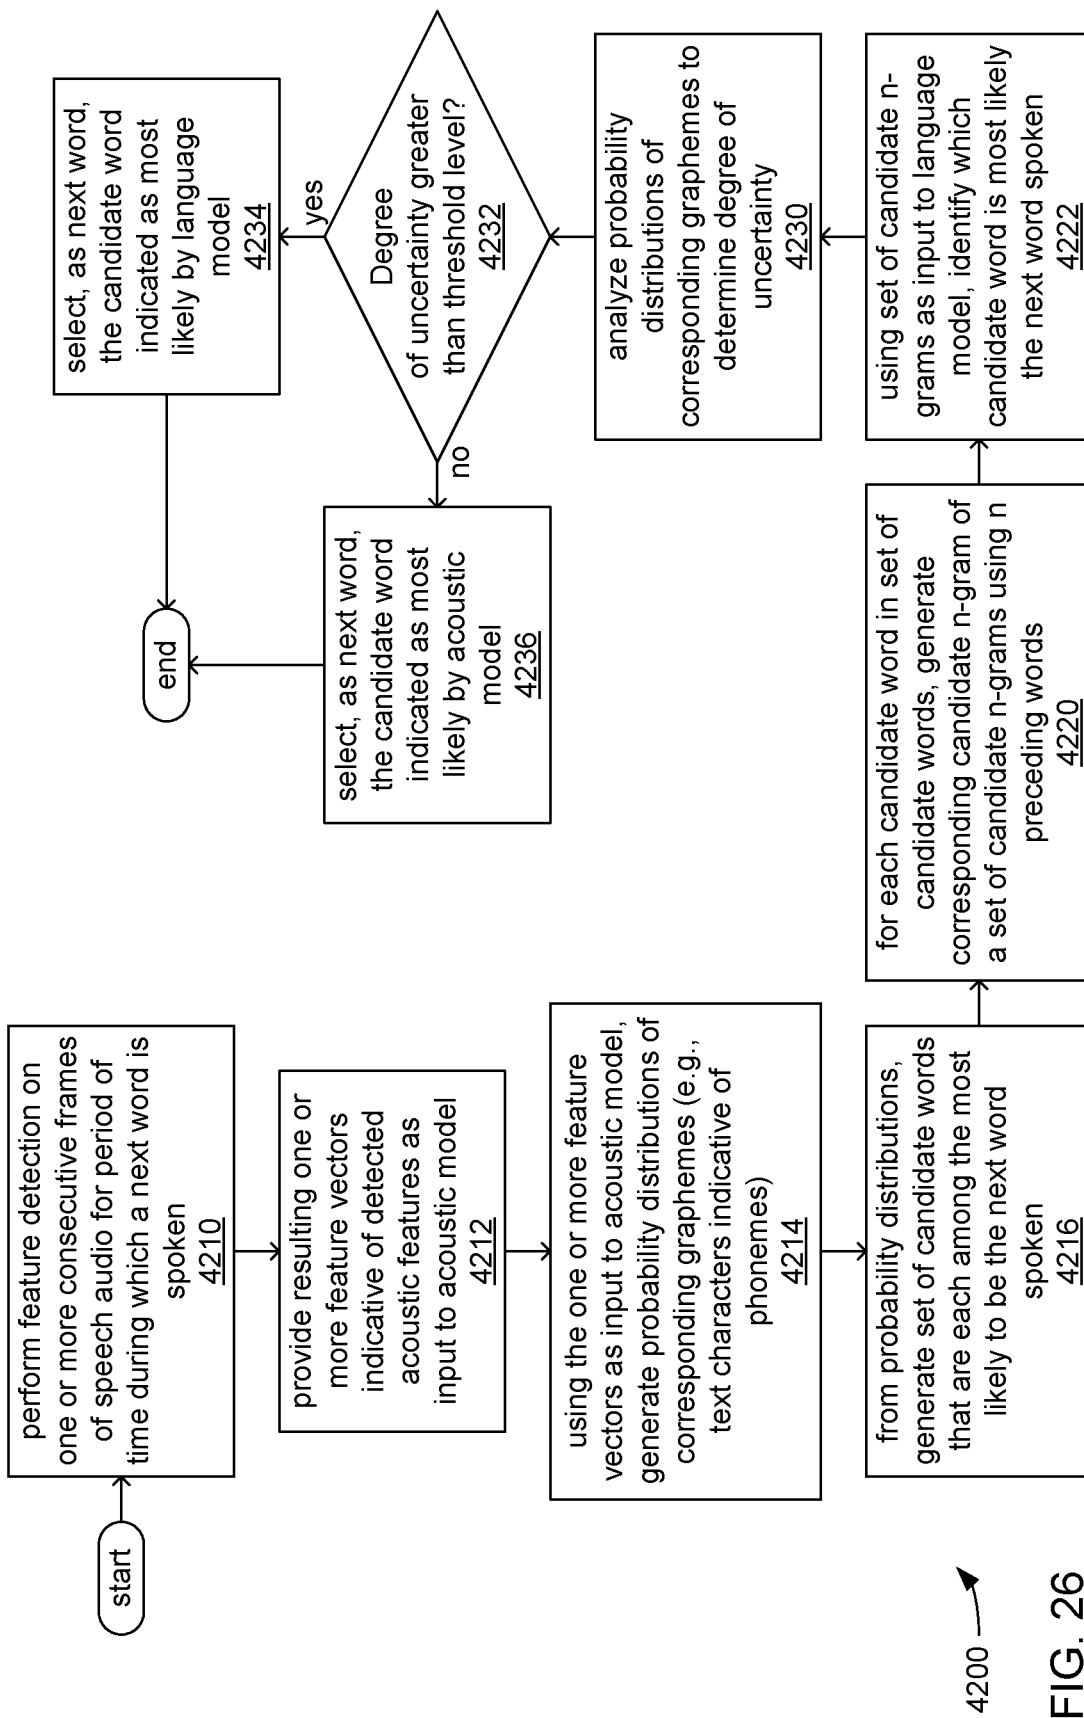 start
perform feature detection on
one or more consecutive frames
of speech audio for period of
time during which a next word is
spoken
4210
provide resulting one or
more feature vectors
indicative of detected
acoustic features as
input to acoustic model
4212
using the one or more feature
vectors as input to acoustic model,
generate probability distributions of
corresponding graphemes (e.g.,
text characters indicative of
phonemes)
4214
from probability distributions,
generate set of candidate words
that are each among the most
likely to be the next word
spoken
4216
for each candidate word in set of
candidate words, generate
corresponding candidate n-gram of
a set of candidate n-grams using n
preceding words
4220
using set of candidate n-
grams as input to language
model, identify which
candidate word is most likely
the next word spoken
4222
analyze probability
distributions of
corresponding graphemes to
determine degree of
uncertainty
4230
Degree
of uncertainty greater
than threshold level?
4232
yes
no
select, as next word,
the candidate word
indicated as most
likely by language
model
4234
select, as next word,
the candidate word
indicated as most
likely by acoustic
model
4236
end
4200
FIG. 26